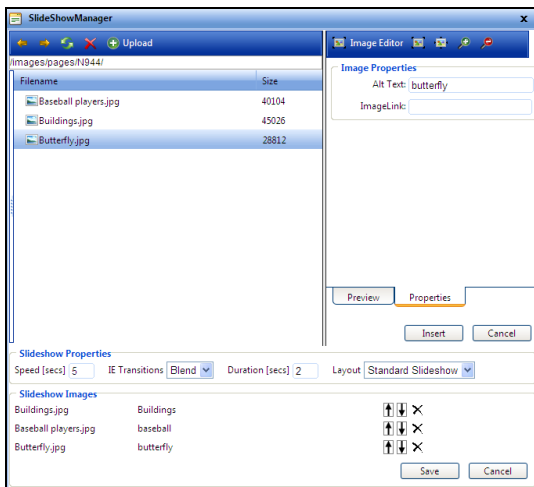 SlideShowManager x
Upload
/images/pages/N944/
Filename Size
Baseball players.jpg 40104
Buildings.jpg 45026
Butterfly.jpg 28812
Image Editor
Image Properties
Alt Text: butterfly
ImageLink:
Preview Properties
Insert Cancel
Slideshow Properties
Speed [secs] 5 IE Transitions Blend Duration [secs] 2 Layout Standard Slideshow
Slideshow Images
Buildings.jpg Buildings
Baseball players.jpg baseball
Butterfly.jpg butterfly
Save Cancel